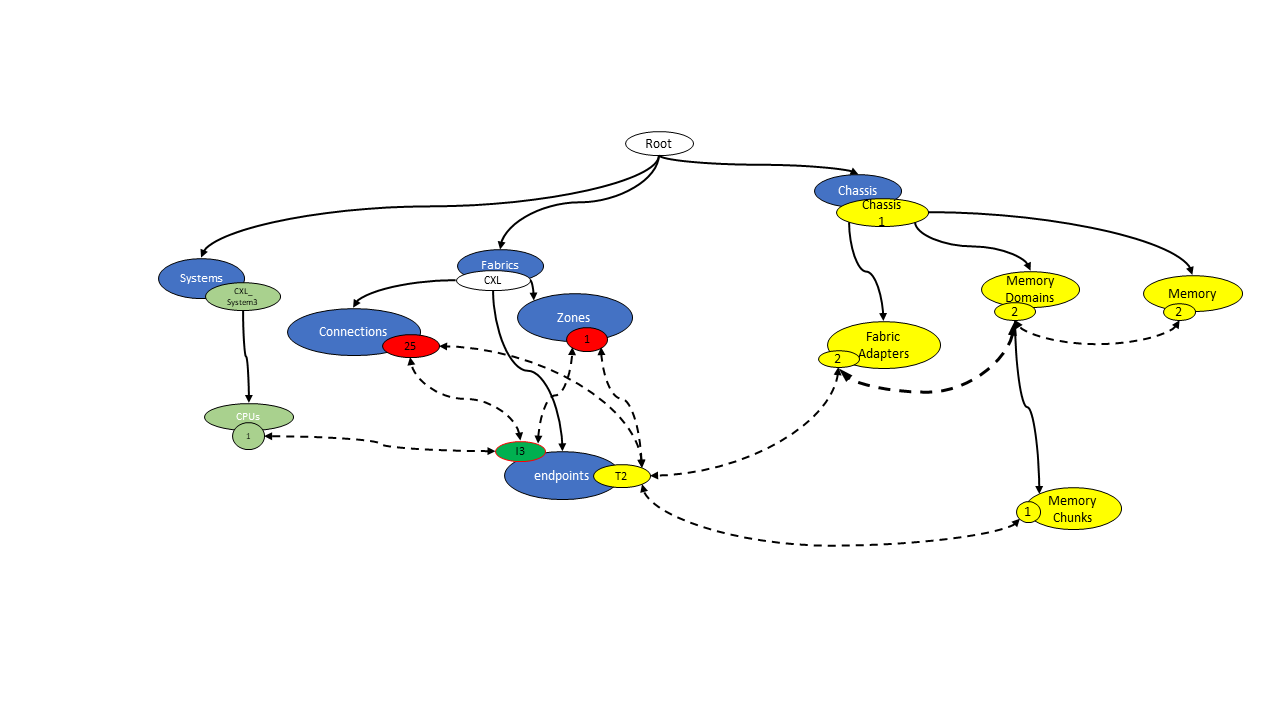 Root
Chassis
Chassis
1
Systems
CXL_
System3
Fabrics
CXL
Memory
Domains
2
Memory
2
Connections
25
Zones
1
Fabric
Adapters
2
CPUs
1
I3
endpoints
T2
Memory
Chunks
1